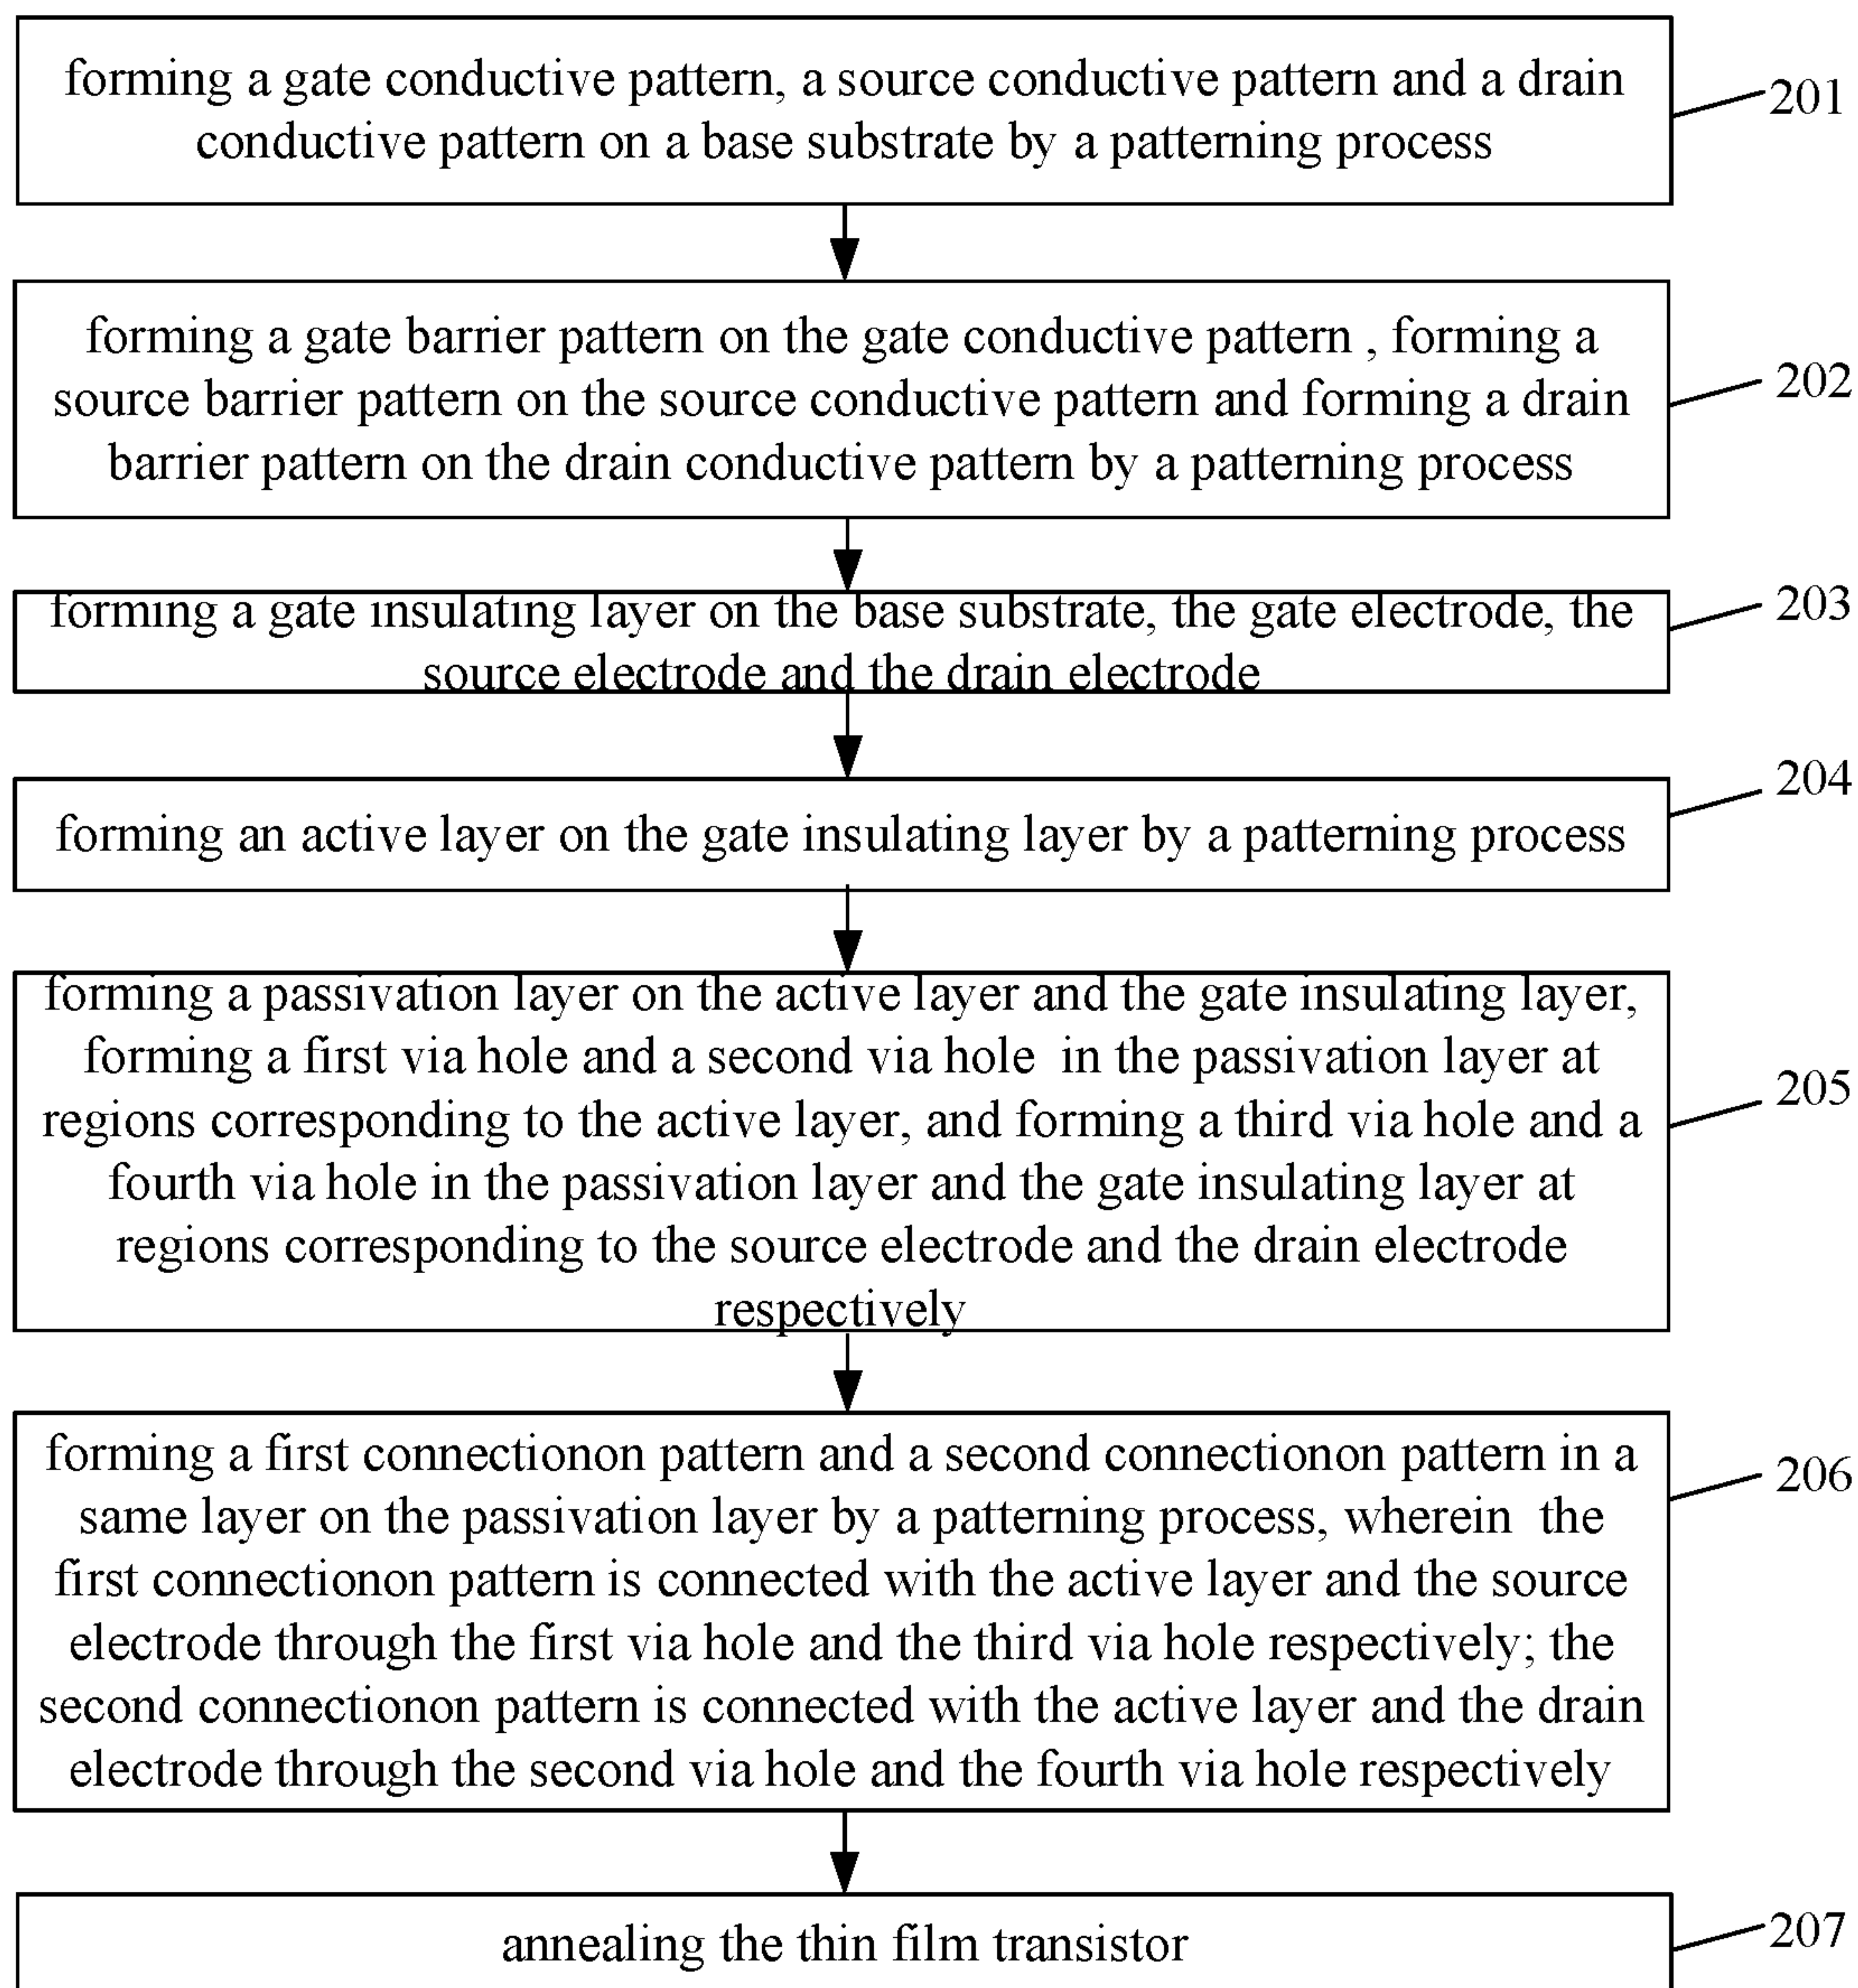 forming a gate conductive pattern, a source conductive pattern and a drain
conductive pattern on a base substrate by a patterning process
201
forming a gate barrier pattern on the gate conductive pattern , forming a
source barrier pattern on the source conductive pattern and forming a drain
barrier pattern on the drain conductive pattern by a patterning process
202
forming a gate insulating layer on the base substrate, the gate electrode, the
source electrode and the drain electrode
203
forming an active layer on the gate insulating layer by a patterning process
204
forming a passivation layer on the active layer and the gate insulating layer,
forming a first via hole and a second via hole in the passivation layer at
regions corresponding to the active layer, and forming a third via hole and a
fourth via hole in the passivation layer and the gate insulating layer at
regions corresponding to the source electrode and the drain electrode
respectively
205
forming a first connectionon pattern and a second connectionon pattern in a
same layer on the passivation layer by a patterning process, wherein the
first connectionon pattern is connected with the active layer and the source
electrode through the first via hole and the third via hole respectively; the
second connectionon pattern is connected with the active layer and the drain
electrode through the second via hole and the fourth via hole respectively
206
annealing the thin film transistor
207